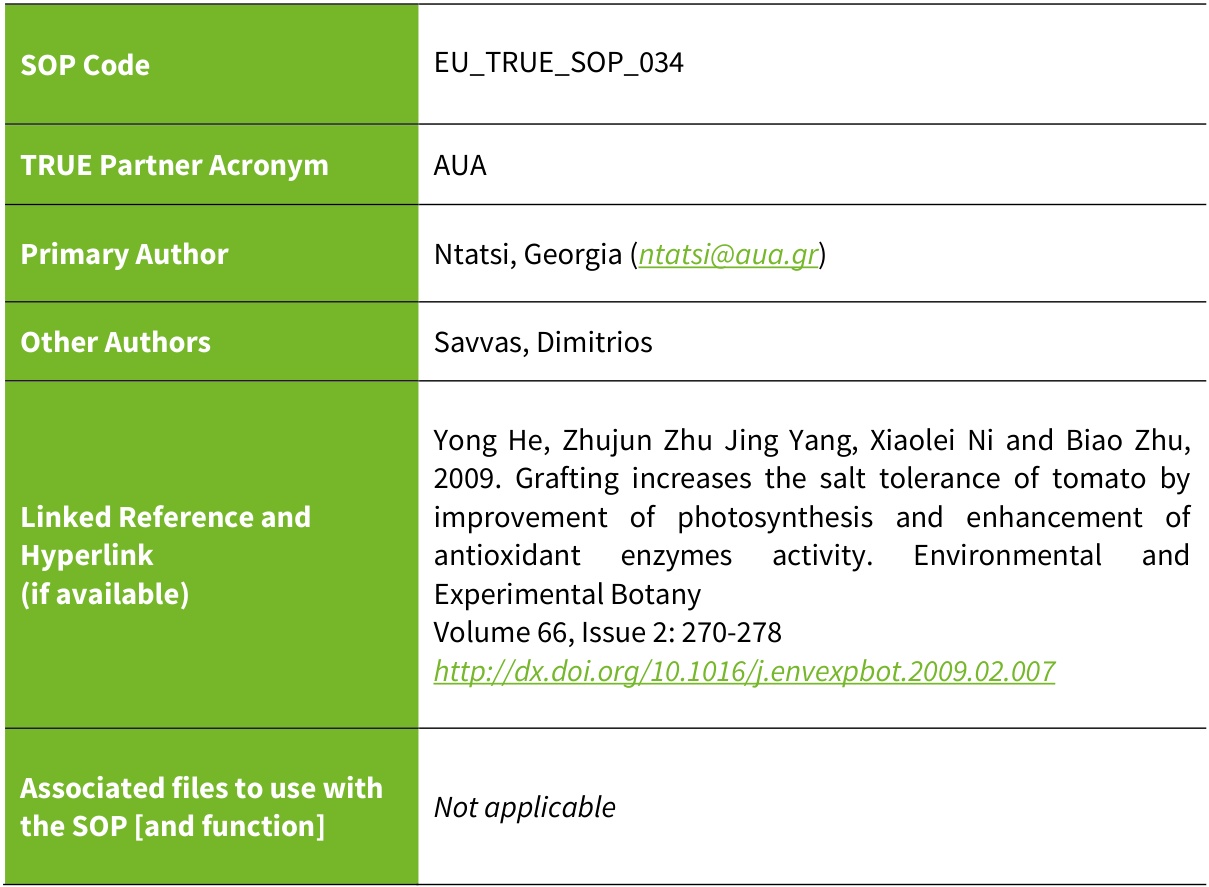 SOP Code
EU_TRUE_SOP_034
TRUE Partner Acronym
AUA
Primary Author
Ntatsi, Georgia (ntatsi@aua.gr)
Other Authors
Savvas, Dimitrios
Linked Reference and
Hyperlink
(if available)
Yong He, Zhujun Zhu Jing Yang, Xiaolei Ni and Biao Zhu,
2009. Grafting increases the salt tolerance of tomato by
improvement of photosynthesis and enhancement of
antioxidant enzymes activity. Environmental and
Experimental Botany
Volume 66, Issue 2: 270-278
http://dx.doi.org/10.1016/j.envexpbot.2009.02.007
Associated files to use with
the SOP [and function]
Not applicable